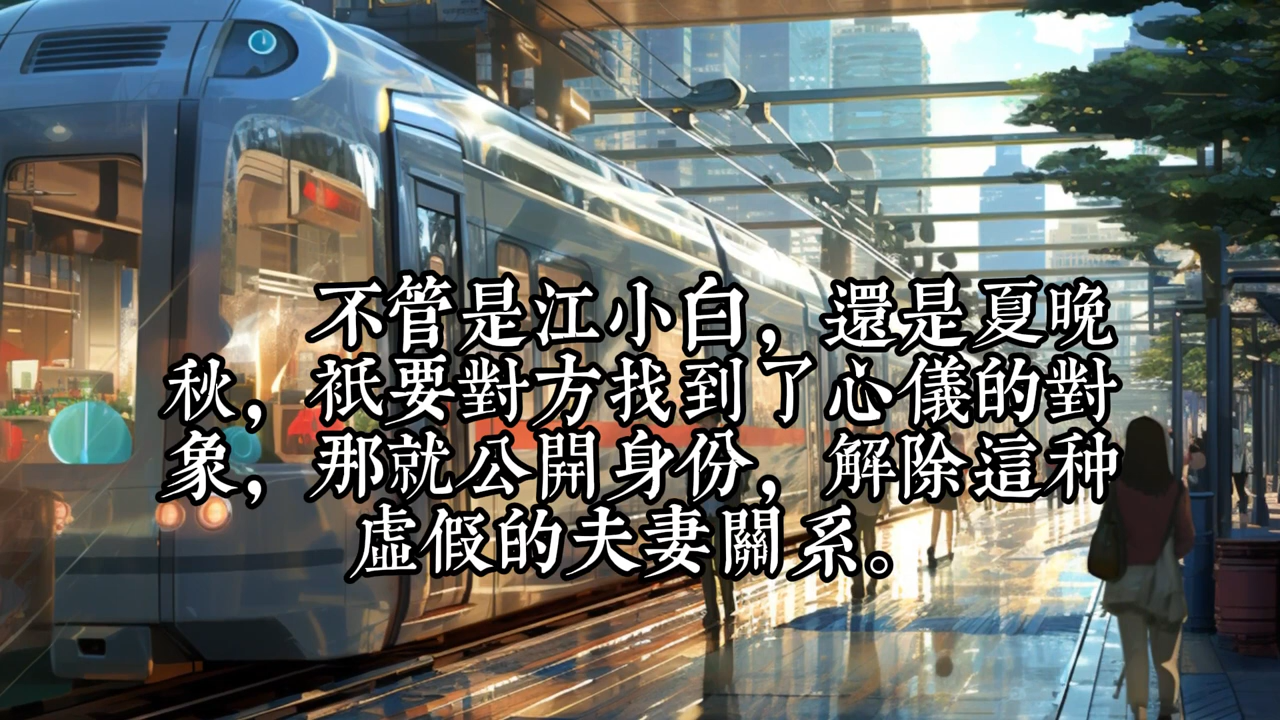 不管是江小白，還是夏晚
秋，衹要對方找到了心儀的對
象，那就公開身份，解除這种
虛假的夫妻關系。